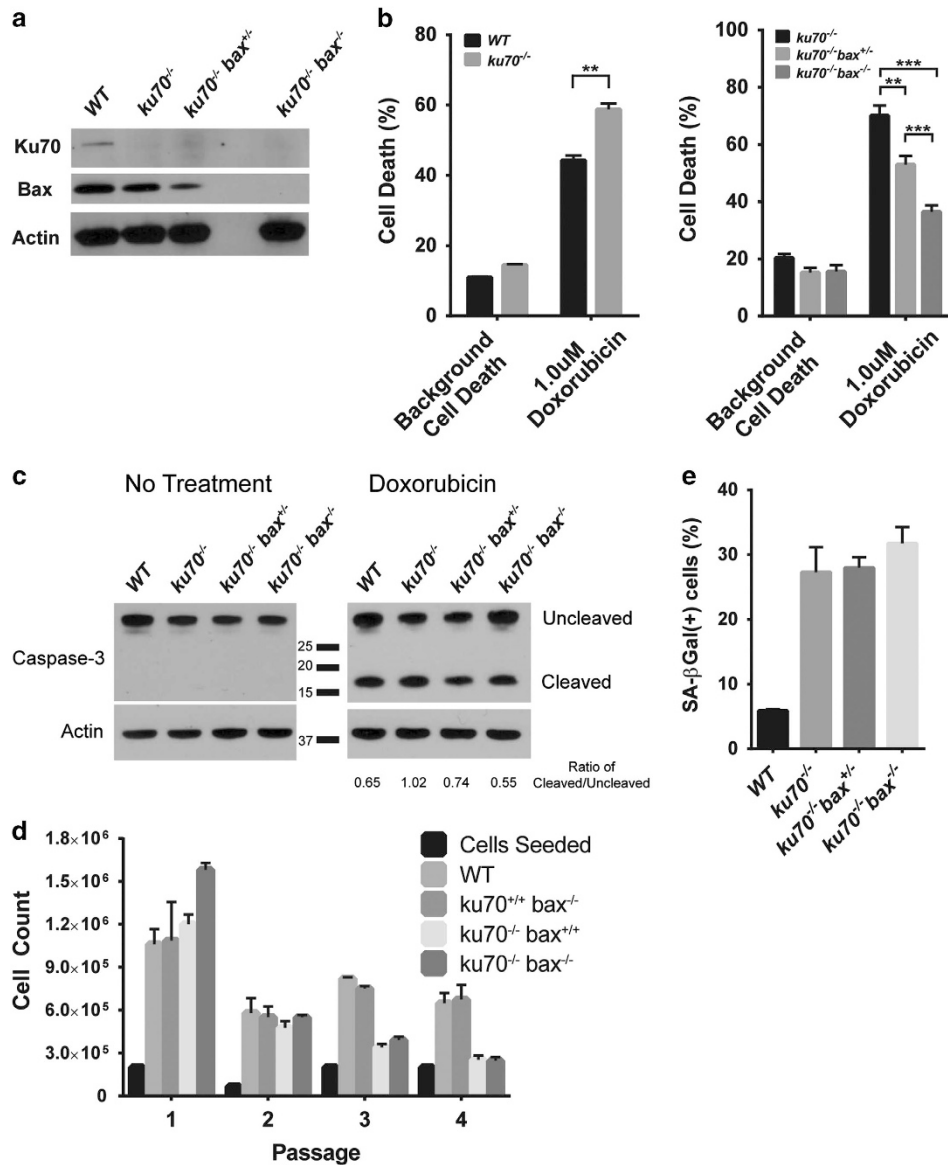 a
WT
ku70-/-
ku70-/- bax+/-
ku70-/- bax-/-
Ku70
Bax
Actin
b
Cell Death (%)
80
60
40
20
0
WT
ku70-/-
**
Background
Cell Death
1.0uM
Doxorubicin
Cell Death (%)
100
80
60
40
20
0
ku70-/-
ku70-/-bax+/-
ku70-/-bax-/-
***
**
***
Background
Cell Death
1.0uM
Doxorubicin
c
No Treatment
Doxorubicin
WT
ku70-/-
ku70-/- bax+/-
ku70-/- bax-/-
WT
ku70-/-
ku70-/- bax+/-
ku70-/- bax-/-
Caspase-3
Actin
25
20
15
37
Uncleaved
Cleaved
0.65 1.02 0.74 0.55
Ratio of
Cleaved/Uncleaved
e
SA-βGal(+) cells (%)
40
30
20
10
0
WT
ku70-/-
ku70-/-bax+/-
ku70-/-bax-/-
d
Cell Count
1.8×10^6
1.5×10^6
1.2×10^6
9.0×10^5
6.0×10^5
3.0×10^5
0
Cells Seeded
WT
ku70+/+ bax-/-
ku70-/- bax+/+
ku70-/- bax-/-
1 2 3 4
Passage